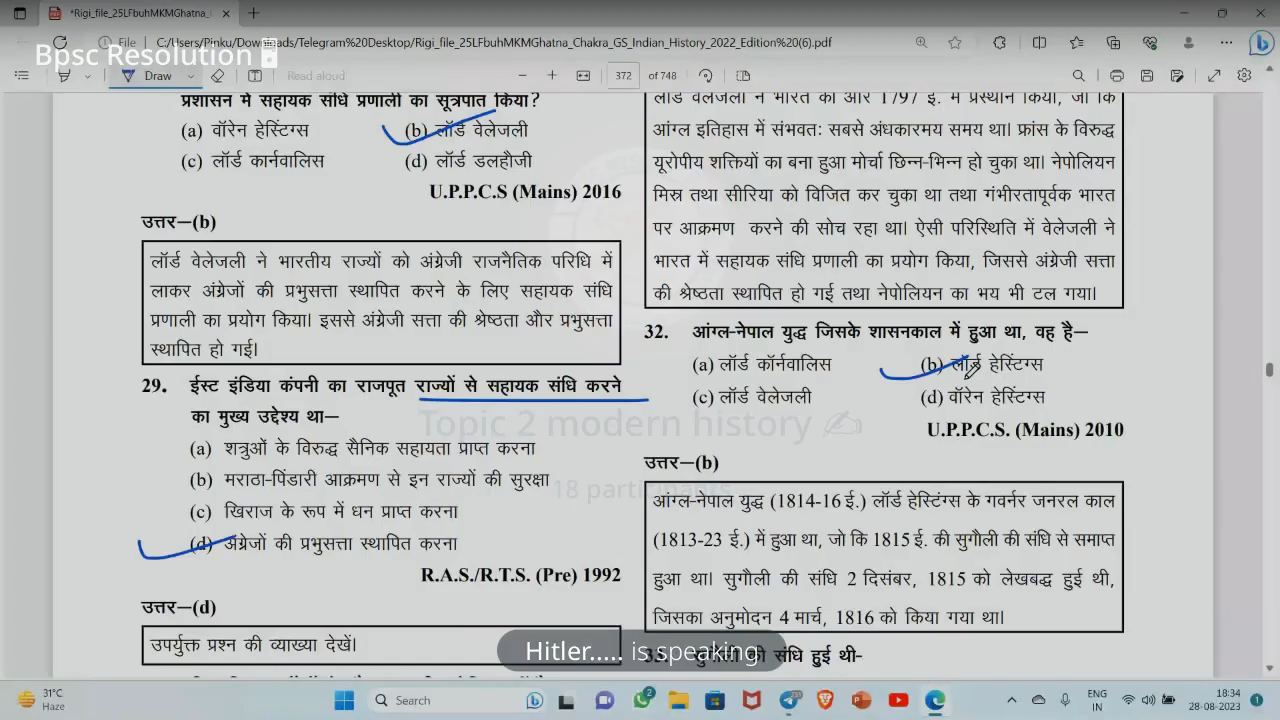 *Rigi_file_25LFbuhMKMGhatna_
File C:/Users/Pinku/Downloads/Telegram%20Desktop/Rigi_file_25LFbuhMKMGhatna_Chakra_GS_Indian_History_2022_Edition%20(6).pdf
Bpsc Resolution
Draw Read aloud 372 of 748
प्रशासन में सहायक संधि प्रणाली का सूत्रपात किया?
(a) वॉरेन हेस्टिंग्स (b) लॉर्ड वेलेजली
(c) लॉर्ड कार्नवालिस (d) लॉर्ड डलहौजी
U.P.P.C.S (Mains) 2016
उत्तर—(b)
लॉर्ड वेलेजली ने भारतीय राज्यों को अंग्रेजी राजनैतिक परिधि में
लाकर अंग्रेजों की प्रभुसत्ता स्थापित करने के लिए सहायक संधि
प्रणाली का प्रयोग किया। इससे अंग्रेजी सत्ता की श्रेष्ठता और प्रभुसत्ता
स्थापित हो गई।
29. ईस्ट इंडिया कंपनी का राजपूत राज्यों से सहायक संधि करने
का मुख्य उद्देश्य था—
(a) शत्रुओं के विरुद्ध सैनिक सहायता प्राप्त करना
(b) मराठा-पिंडारी आक्रमण से इन राज्यों की सुरक्षा
(c) खिराज के रूप में धन प्राप्त करना
(d) अंग्रेजों की प्रभुसत्ता स्थापित करना
R.A.S./R.T.S. (Pre) 1992
उत्तर—(d)
उपर्युक्त प्रश्न की व्याख्या देखें।
लॉर्ड वेलेजली ने भारत की ओर 1797 ई. में प्रस्थान किया, जो कि
आंग्ल इतिहास में संभवतः सबसे अंधकारमय समय था। फ्रांस के विरुद्ध
यूरोपीय शक्तियों का बना हुआ मोर्चा छिन्न-भिन्न हो चुका था। नेपोलियन
मिस्र तथा सीरिया को विजित कर चुका था तथा गंभीरतापूर्वक भारत
पर आक्रमण करने की सोच रहा था। ऐसी परिस्थिति में वेलेजली ने
भारत में सहायक संधि प्रणाली का प्रयोग किया, जिससे अंग्रेजी सत्ता
की श्रेष्ठता स्थापित हो गई तथा नेपोलियन का भय भी टल गया।
32. आंग्ल-नेपाल युद्ध जिसके शासनकाल में हुआ था, वह है—
(a) लॉर्ड कॉर्नवालिस (b) लॉर्ड हेस्टिंग्स
(c) लॉर्ड वेलेजली (d) वॉरेन हेस्टिंग्स
U.P.P.C.S. (Mains) 2010
उत्तर—(b)
आंग्ल-नेपाल युद्ध (1814-16 ई.) लॉर्ड हेस्टिंग्स के गवर्नर जनरल काल
(1813-23 ई.) में हुआ था, जो कि 1815 ई. की सुगौली की संधि से समाप्त
हुआ था। सुगौली की संधि 2 दिसंबर, 1815 को लेखबद्ध हुई थी,
जिसका अनुमोदन 4 मार्च, 1816 को किया गया था।
की संधि हुई थी-
Topic 2 modern history
18 participants
Hitler..... is speaking
31°C
Haze
Search
2
ENG
IN
18:34
28-08-2023